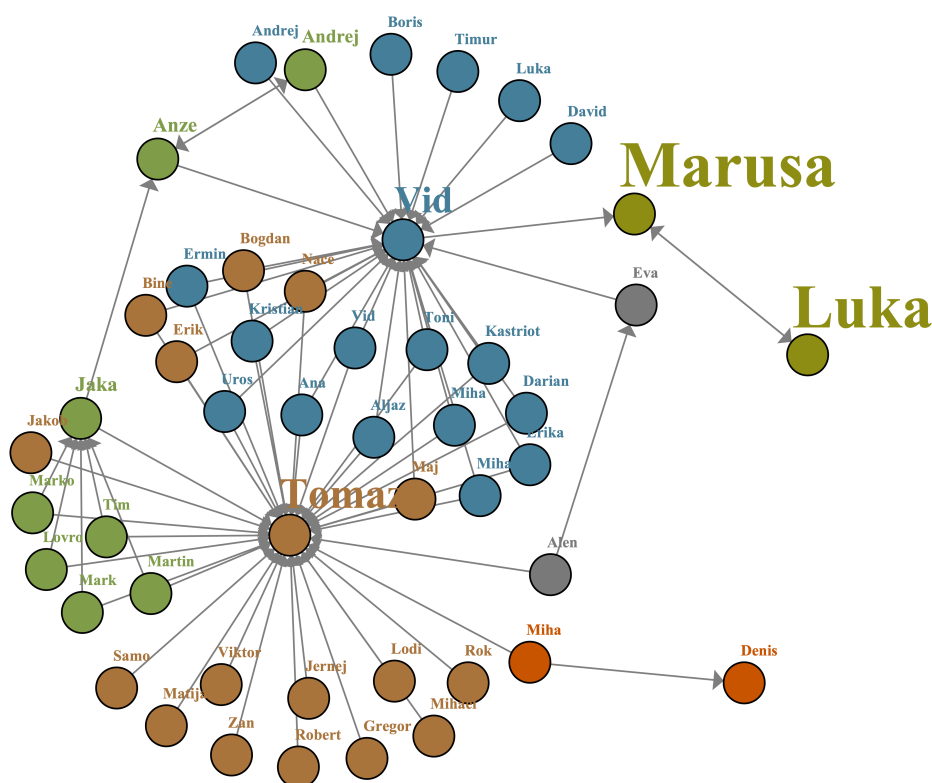 Boris
Andrej
Andrej
Timur
Luka
David
Anze
Marusa
Vid
Bogdan
Ermin
Nace
Eva
Bine
Kristian
Vid
Toni
Luka
Erik
Kastriot
Jaka
Uros
Ana
Darian
Aljaz
Miha
Jakob
Erika
Marko
Maj
Miha
Tomaz
Tim
Lovro
Alen
Martin
Mark
Miha
Samo
Viktor
Jernej
Lodi
Rok
Denis
Matija
Zan
Mihael
Robert
Gregor